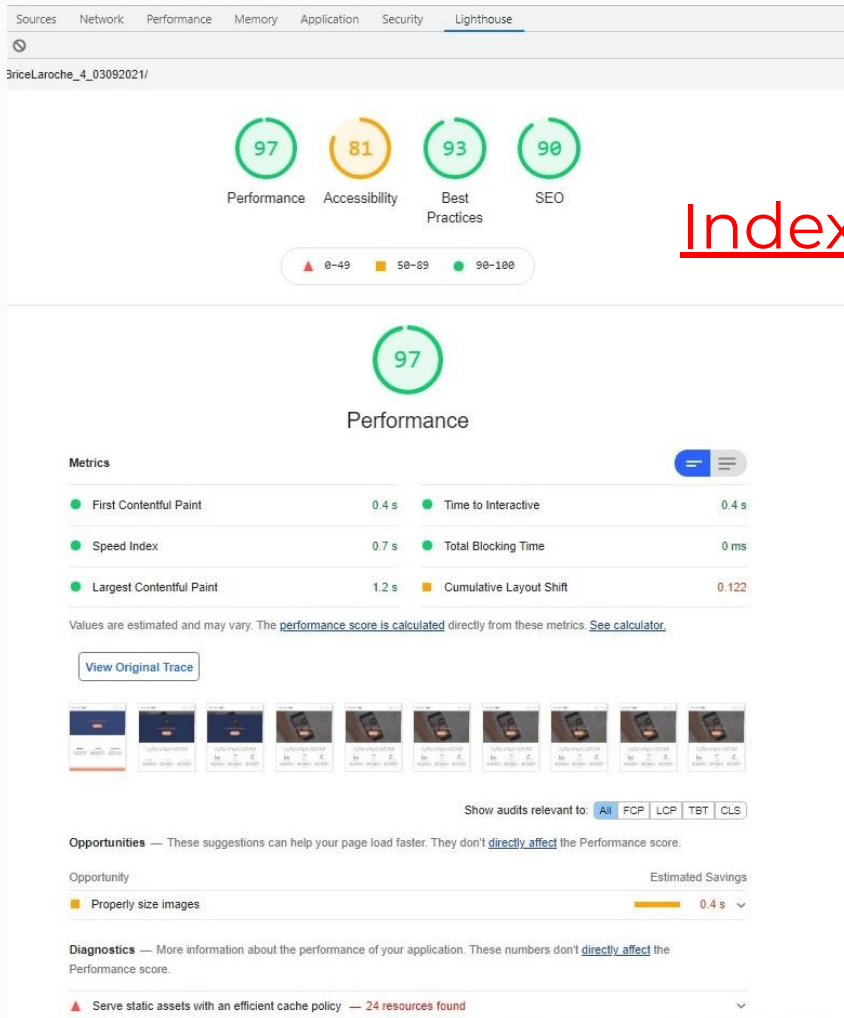 Sources Network Performance Memory Application Security Lighthouse
BriceLaroche_4_03092021/
97 81 93 90
Performance Accessibility Best Practices SEO
Index
0–49 50–89 90–100
97
Performance
Metrics
First Contentful Paint 0.4 s Time to Interactive 0.4 s
Speed Index 0.7 s Total Blocking Time 0 ms
Largest Contentful Paint 1.2 s Cumulative Layout Shift 0.122
Values are estimated and may vary. The performance score is calculated directly from these metrics. See calculator.
View Original Trace
Show audits relevant to: All FCP LCP TBT CLS
Opportunities — These suggestions can help your page load faster. They don't directly affect the Performance score.
Opportunity Estimated Savings
Properly size images 0.4 s
Diagnostics — More information about the performance of your application. These numbers don't directly affect the
Performance score.
Serve static assets with an efficient cache policy — 24 resources found